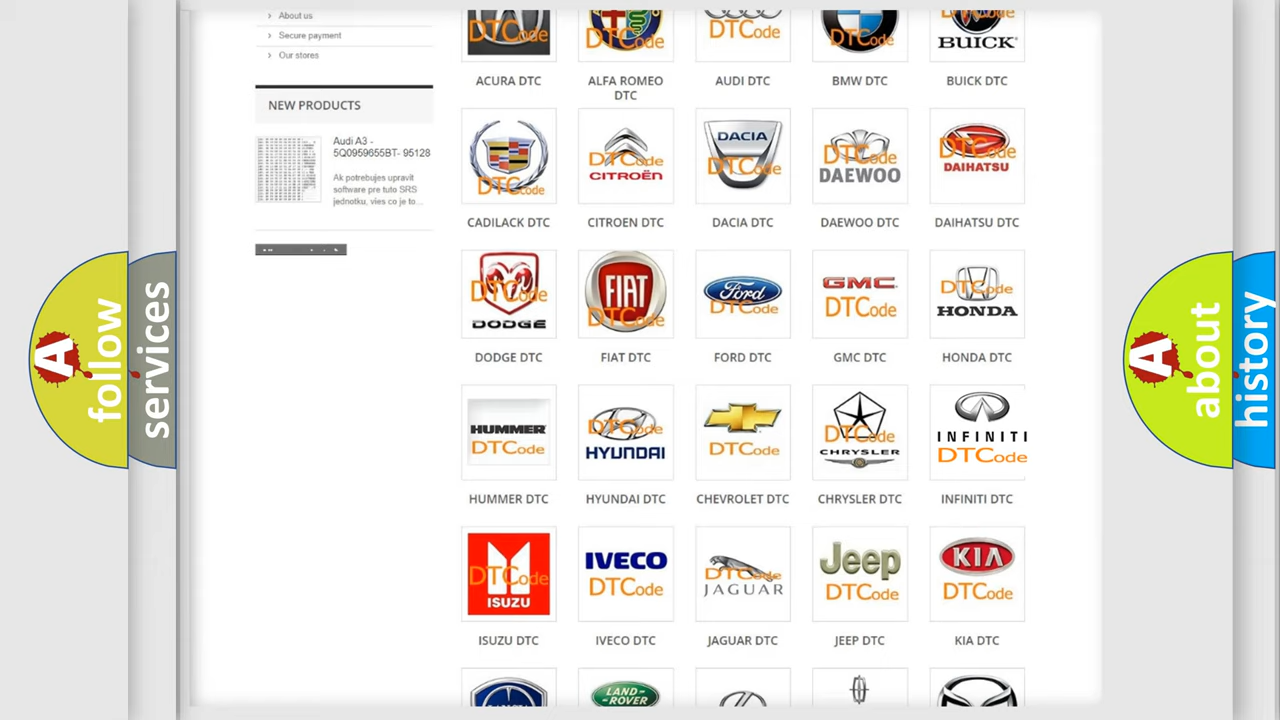 About us
Secure payment
Our stores
NEW PRODUCTS
Audi A3 -
5Q0959655BT- 95128
Ak potrebujes upravit
software pre tuto SRS
jednotku, vies co je to...
DTCode
DTCode
DTCode
DTCode
BUICK
ACURA DTC
ALFA ROMEO
DTC
AUDI DTC
BMW DTC
BUICK DTC
DTCode
DTCode
CITROËN
DACIA
DTCode
DTCode
DAEWOO
DTCode
DAIHATSU
CADILACK DTC
CITROEN DTC
DACIA DTC
DAEWOO DTC
DAIHATSU DTC
DTCode
DODGE
FIAT
DTCode
Ford
DTCode
GMC
DTCode
DTCode
HONDA
DODGE DTC
FIAT DTC
FORD DTC
GMC DTC
HONDA DTC
HUMMER
DTCode
DTCode
HYUNDAI
DTCode
DTCode
CHRYSLER
INFINITI
DTCode
HUMMER DTC
HYUNDAI DTC
CHEVROLET DTC
CHRYSLER DTC
INFINITI DTC
DTCode
ISUZU
IVECO
DTCode
DTCode
JAGUAR
Jeep
DTCode
KIA
DTCode
ISUZU DTC
IVECO DTC
JAGUAR DTC
JEEP DTC
KIA DTC
LAND-
ROVER
A
follow
services
A
about
history